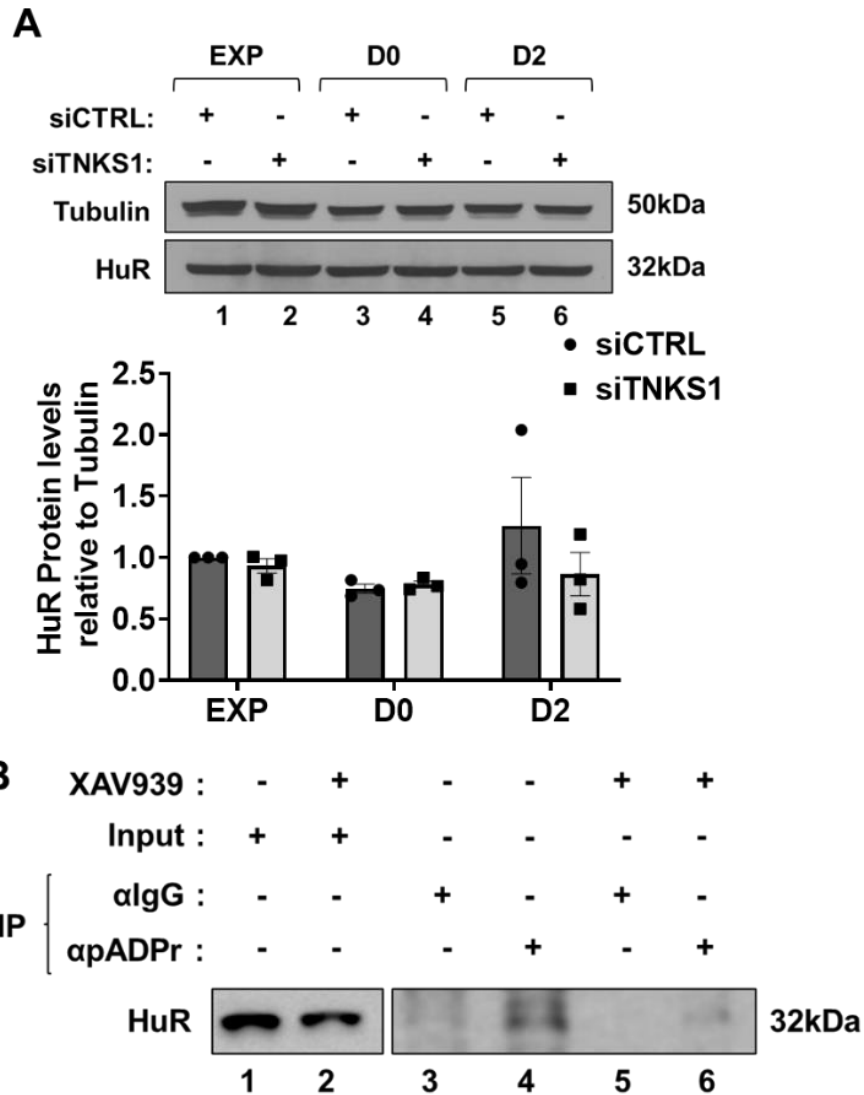 A
EXP D0 D2
siCTRL: + - + - + -
siTNKS1: - + - + - +
Tubulin 50kDa
HuR 32kDa
1 2 3 4 5 6
siCTRL
siTNKS1
HuR Protein levels
relative to Tubulin
2.5
2.0
1.5
1.0
0.5
0.0
EXP D0 D2
B
XAV939 : - + - - + +
Input : + + - - - -
IP
αIgG : - - + - + -
αpADPr : - - - + - +
HuR 32kDa
1 2 3 4 5 6